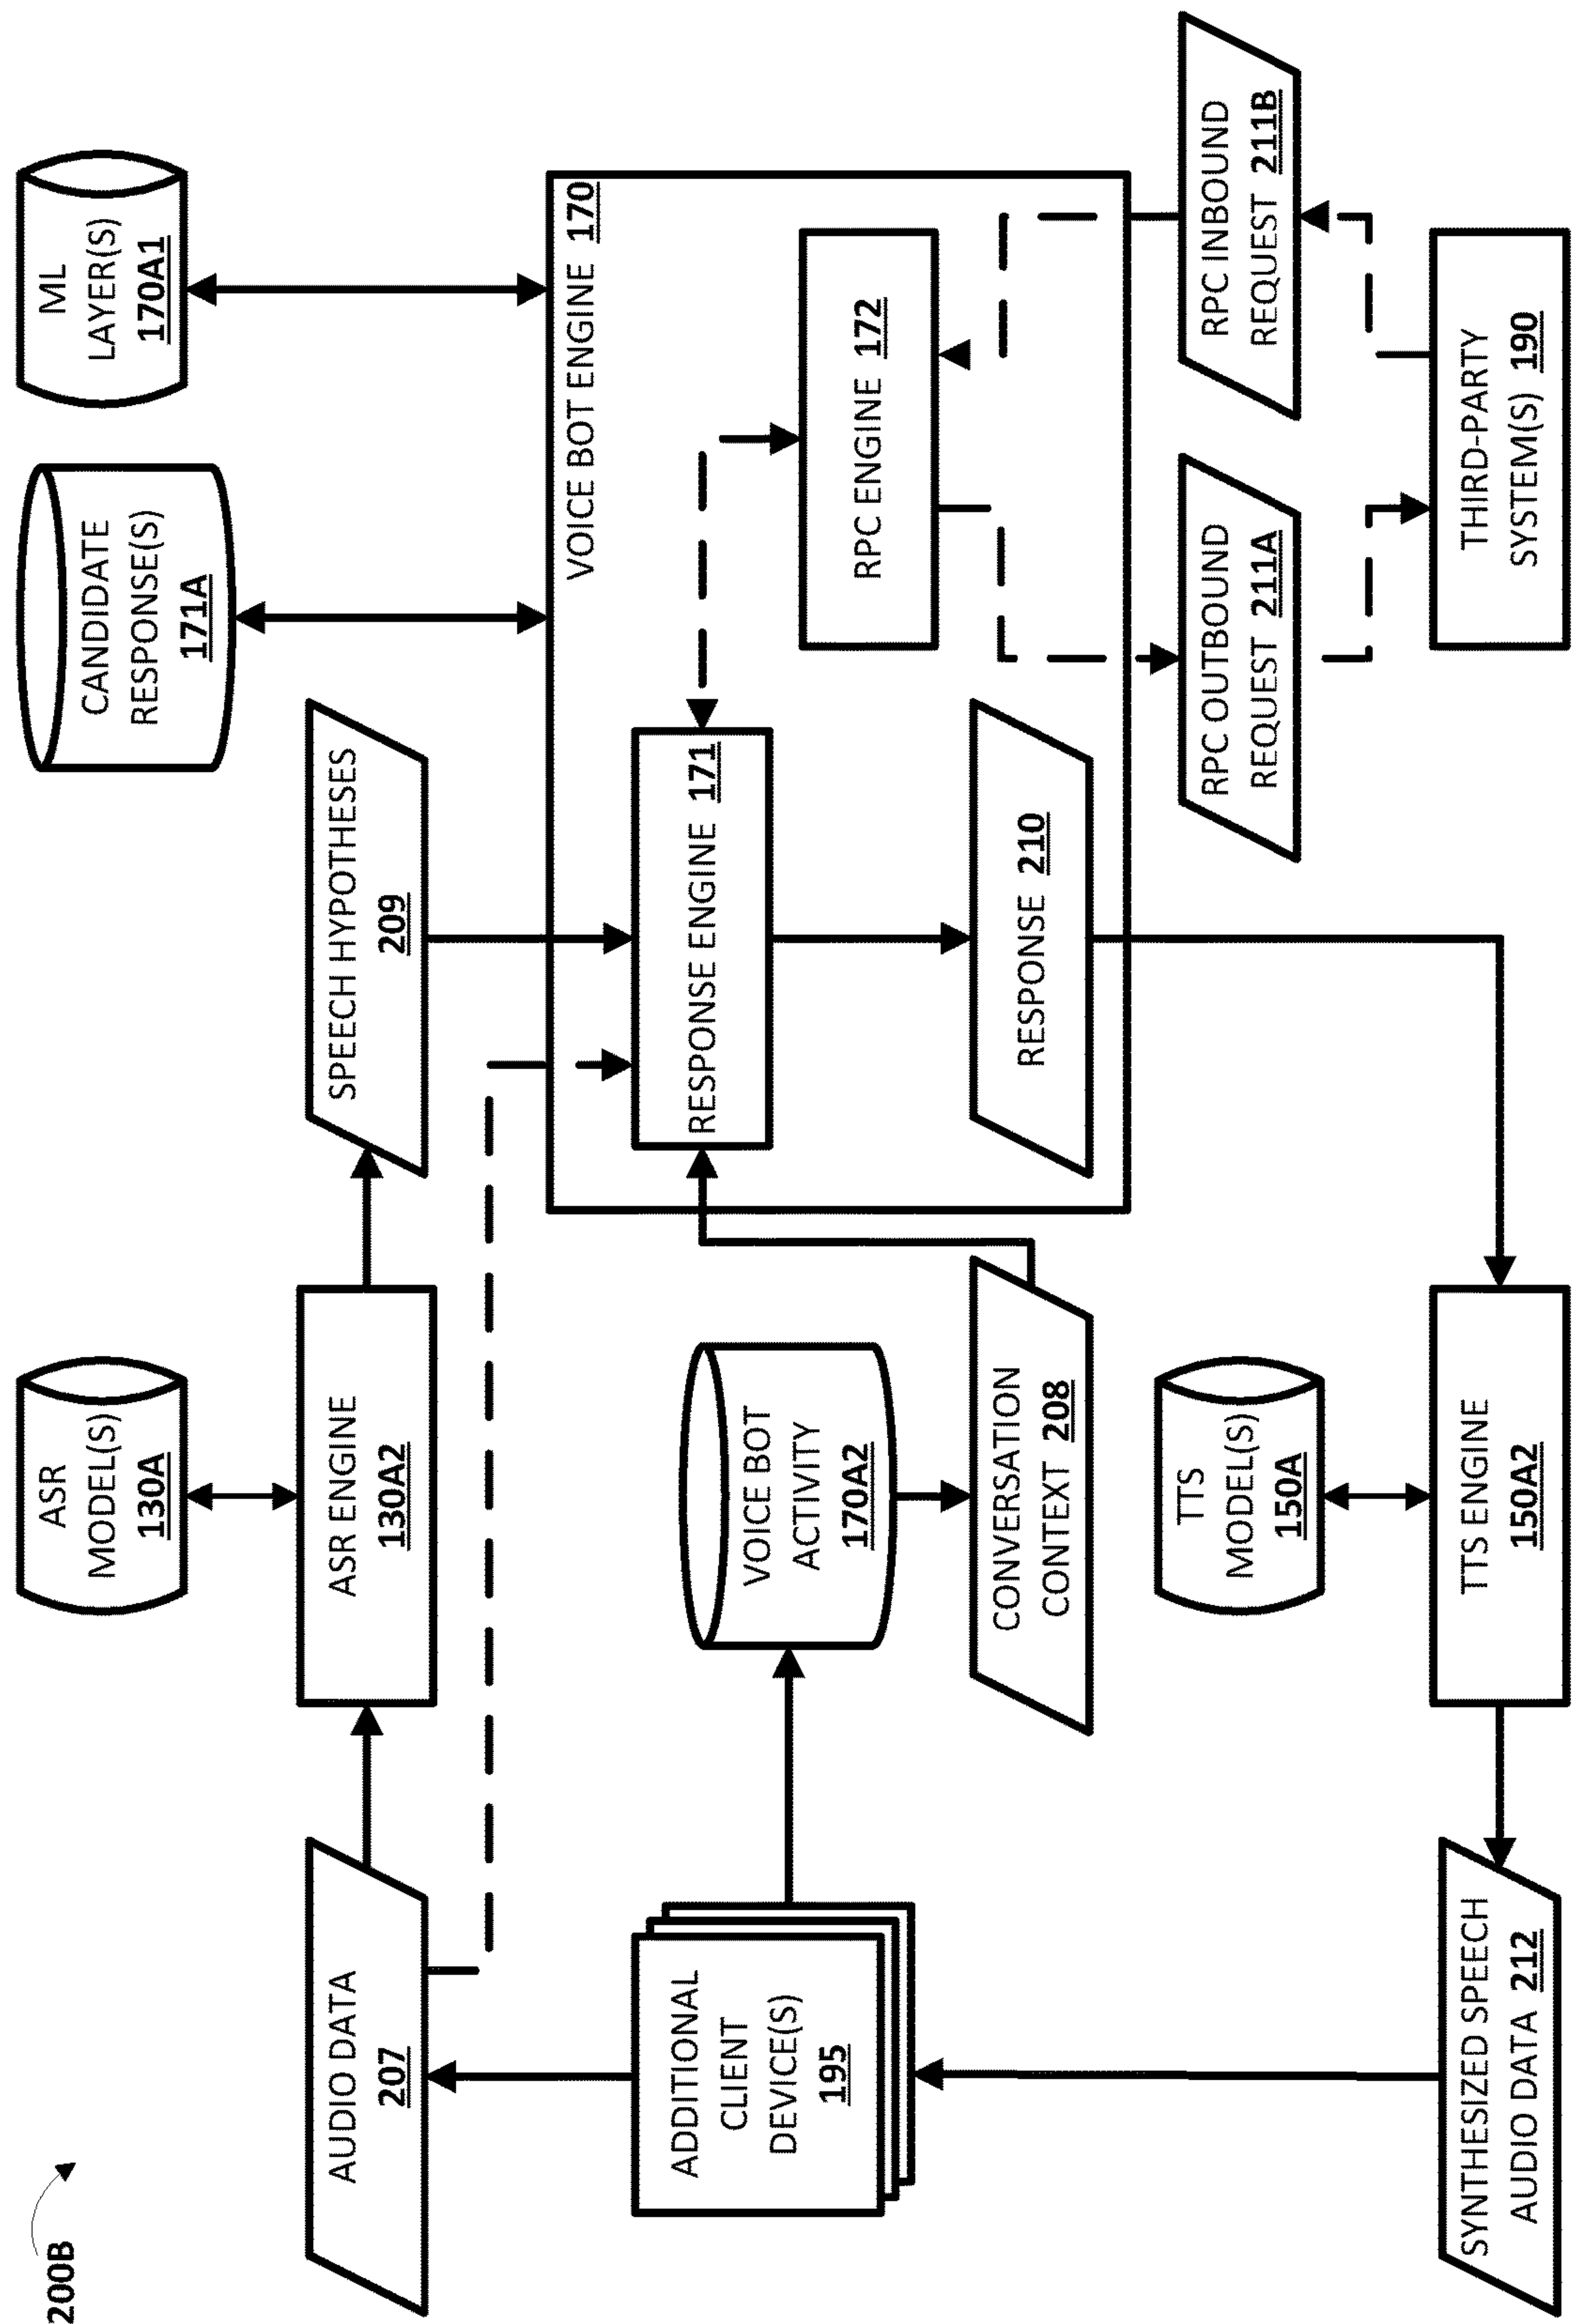 200B
ASR
MODEL(S)
130A
CANDIDATE
RESPONSE(S)
171A
ML
LAYER(S)
170A1
AUDIO DATA
207
ASR ENGINE
130A2
SPEECH HYPOTHESES
209
VOICE BOT ENGINE 170
ADDITIONAL
CLIENT
DEVICE(S)
195
VOICE BOT
ACTIVITY
170A2
RESPONSE ENGINE 171
RPC ENGINE 172
CONVERSATION
CONTEXT 208
RESPONSE 210
RPC OUTBOUND
REQUEST 211A
RPC INBOUND
REQUEST 211B
TTS
MODEL(S)
150A
SYNTHESIZED SPEECH
AUDIO DATA 212
TTS ENGINE
150A2
THIRD-PARTY
SYSTEM(S) 190